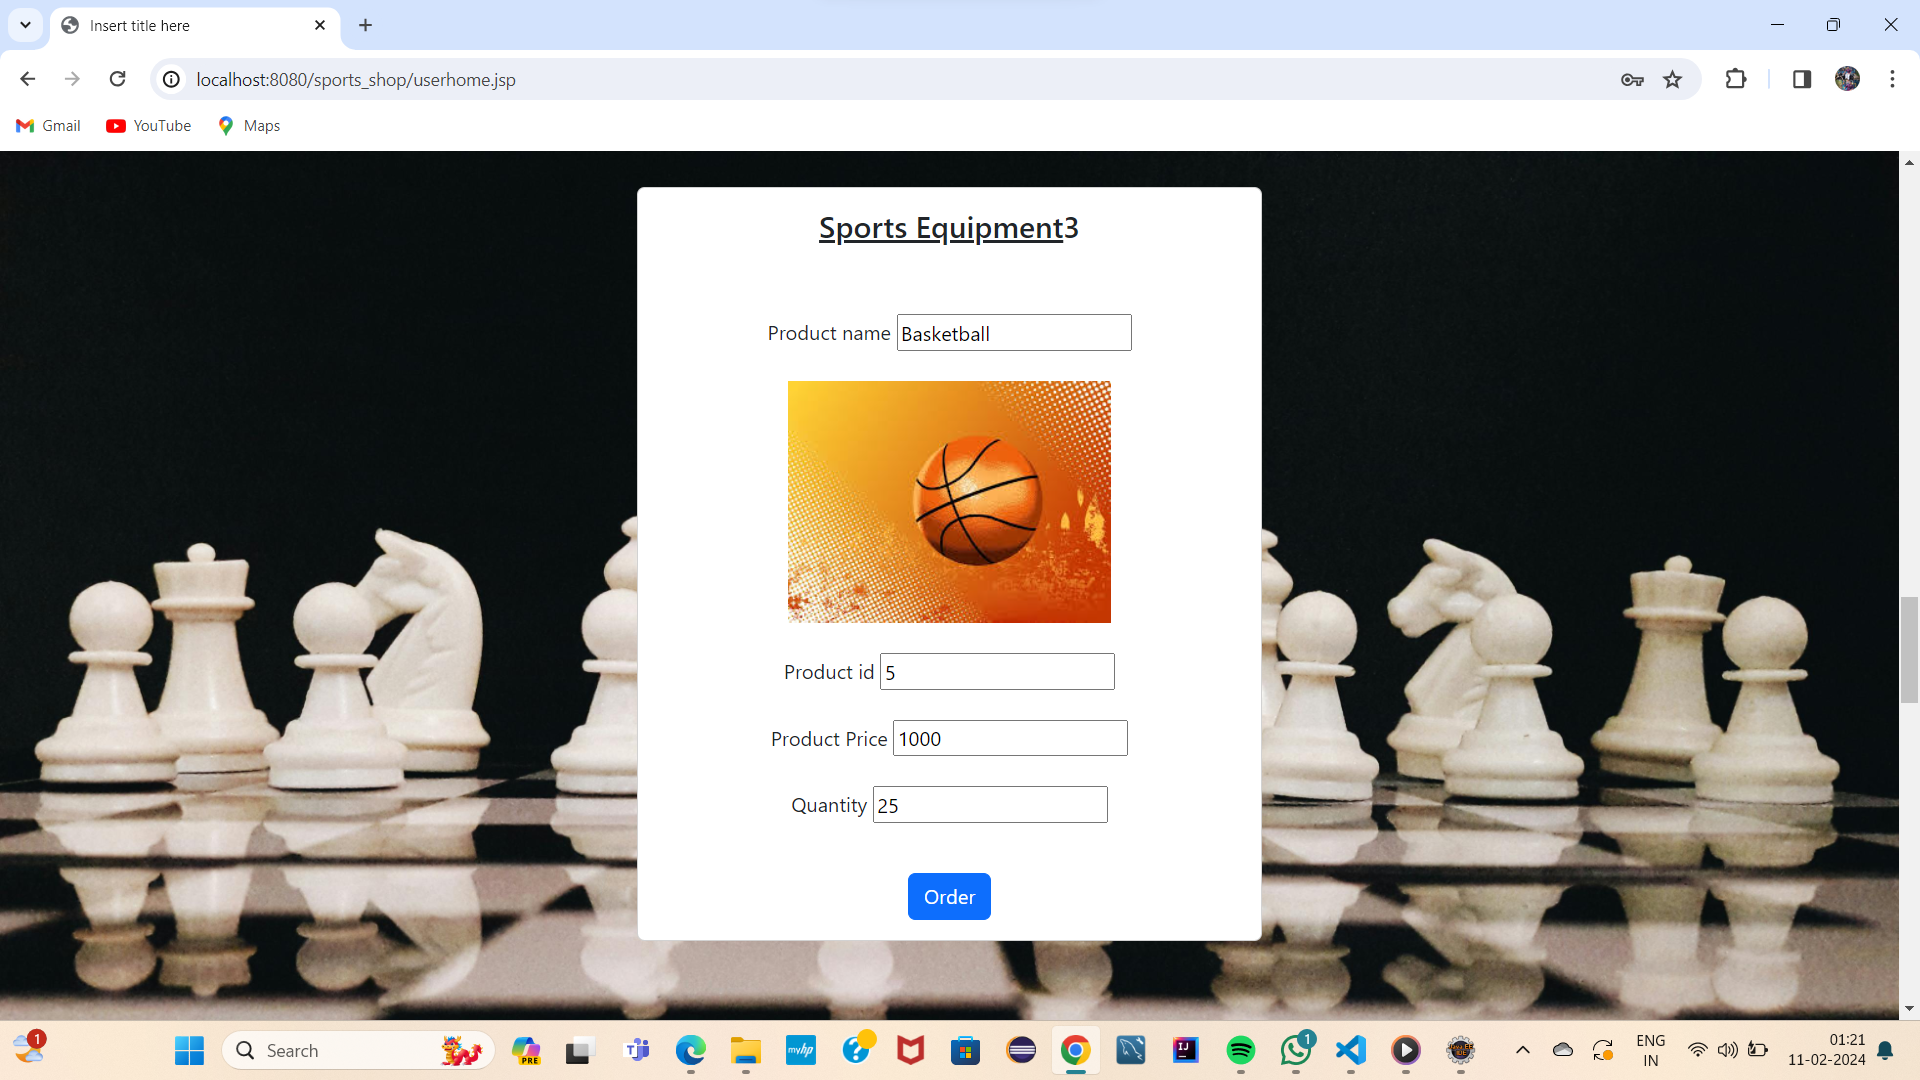 Insert title here
localhost:8080/sports_shop/userhome.jsp
Gmail YouTube Maps
Sports Equipment3
Product name Basketball
Product id 5
Product Price 1000
Quantity 25
Order
1
Search
PRE
myhp
?
IJ
1
ENG
IN
01:21
11-02-2024